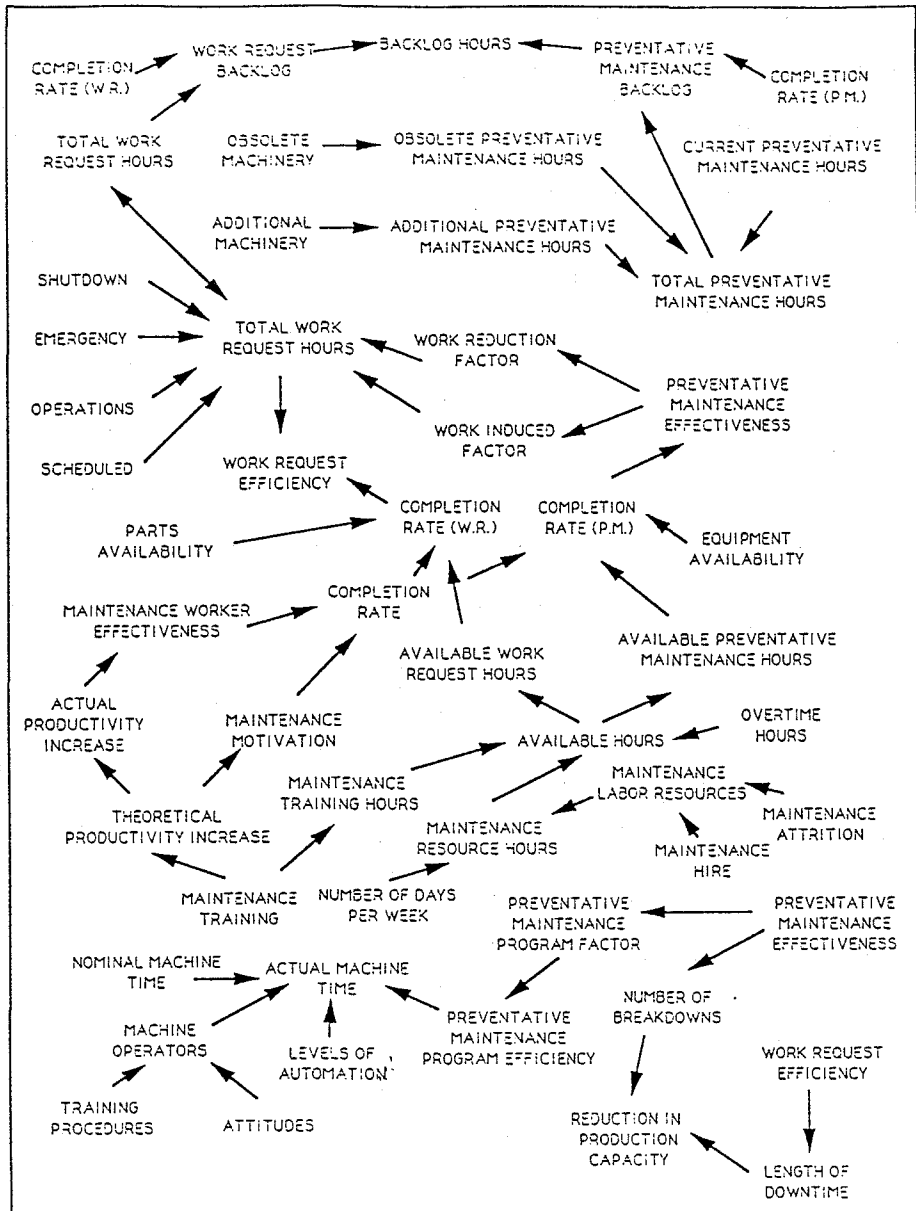 WORK REQUEST
BACKLOG
BACKLOG HOURS
PREVENTATIVE
MAINTENANCE
BACKLOG
COMPLETION
RATE (W.R.)
COMPLETION
RATE (P.M.)
TOTAL WORK
REQUEST HOURS
OBSOLETE
MACHINERY
OBSOLETE PREVENTATIVE
MAINTENANCE HOURS
CURRENT PREVENTATIVE
MAINTENANCE HOURS
ADDITIONAL
MACHINERY
ADDITIONAL PREVENTATIVE
MAINTENANCE HOURS
TOTAL PREVENTATIVE
MAINTENANCE HOURS
SHUTDOWN
EMERGENCY
OPERATIONS
SCHEDULED
TOTAL WORK
REQUEST HOURS
WORK REDUCTION
FACTOR
PREVENTATIVE
MAINTENANCE
EFFECTIVENESS
WORK INDUCED
FACTOR
WORK REQUEST
EFFICIENCY
COMPLETION
RATE (W.R.)
COMPLETION
RATE (P.M.)
PARTS
AVAILABILITY
EQUIPMENT
AVAILABILITY
COMPLETION
RATE
MAINTENANCE WORKER
EFFECTIVENESS
AVAILABLE WORK
REQUEST HOURS
AVAILABLE PREVENTATIVE
MAINTENANCE HOURS
ACTUAL
PRODUCTIVITY
INCREASE
MAINTENANCE
MOTIVATION
AVAILABLE HOURS
OVERTIME
HOURS
MAINTENANCE
TRAINING HOURS
MAINTENANCE
LABOR RESOURCES
THEORETICAL
PRODUCTIVITY INCREASE
MAINTENANCE
RESOURCE HOURS
MAINTENANCE
ATTRITION
MAINTENANCE
HIRE
MAINTENANCE
TRAINING
NUMBER OF DAYS
PER WEEK
PREVENTATIVE
MAINTENANCE
PROGRAM FACTOR
PREVENTATIVE
MAINTENANCE
EFFECTIVENESS
NOMINAL MACHINE
TIME
ACTUAL MACHINE
TIME
NUMBER OF
BREAKDOWNS
MACHINE
OPERATORS
LEVELS OF
AUTOMATION
PREVENTATIVE
MAINTENANCE
PROGRAM EFFICIENCY
WORK REQUEST
EFFICIENCY
TRAINING
PROCEDURES
ATTITUDES
REDUCTION IN
PRODUCTION
CAPACITY
LENGTH OF
DOWNTIME